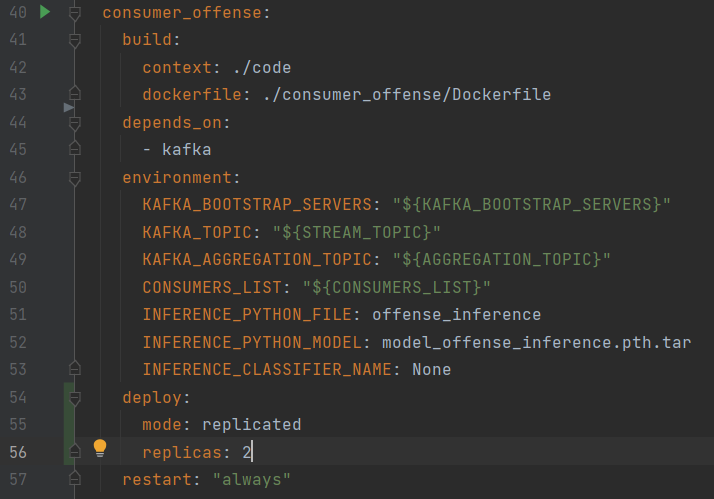 40 consumer_offense:
41 build:
42 context: ./code
43 dockerfile: ./consumer_offense/Dockerfile
44 depends_on:
45 - kafka
46 environment:
47 KAFKA_BOOTSTRAP_SERVERS: "${KAFKA_BOOTSTRAP_SERVERS}"
48 KAFKA_TOPIC: "${STREAM_TOPIC}"
49 KAFKA_AGGREGATION_TOPIC: "${AGGREGATION_TOPIC}"
50 CONSUMERS_LIST: "${CONSUMERS_LIST}"
51 INFERENCE_PYTHON_FILE: offense_inference
52 INFERENCE_PYTHON_MODEL: model_offense_inference.pth.tar
53 INFERENCE_CLASSIFIER_NAME: None
54 deploy:
55 mode: replicated
56 replicas: 2
57 restart: "always"